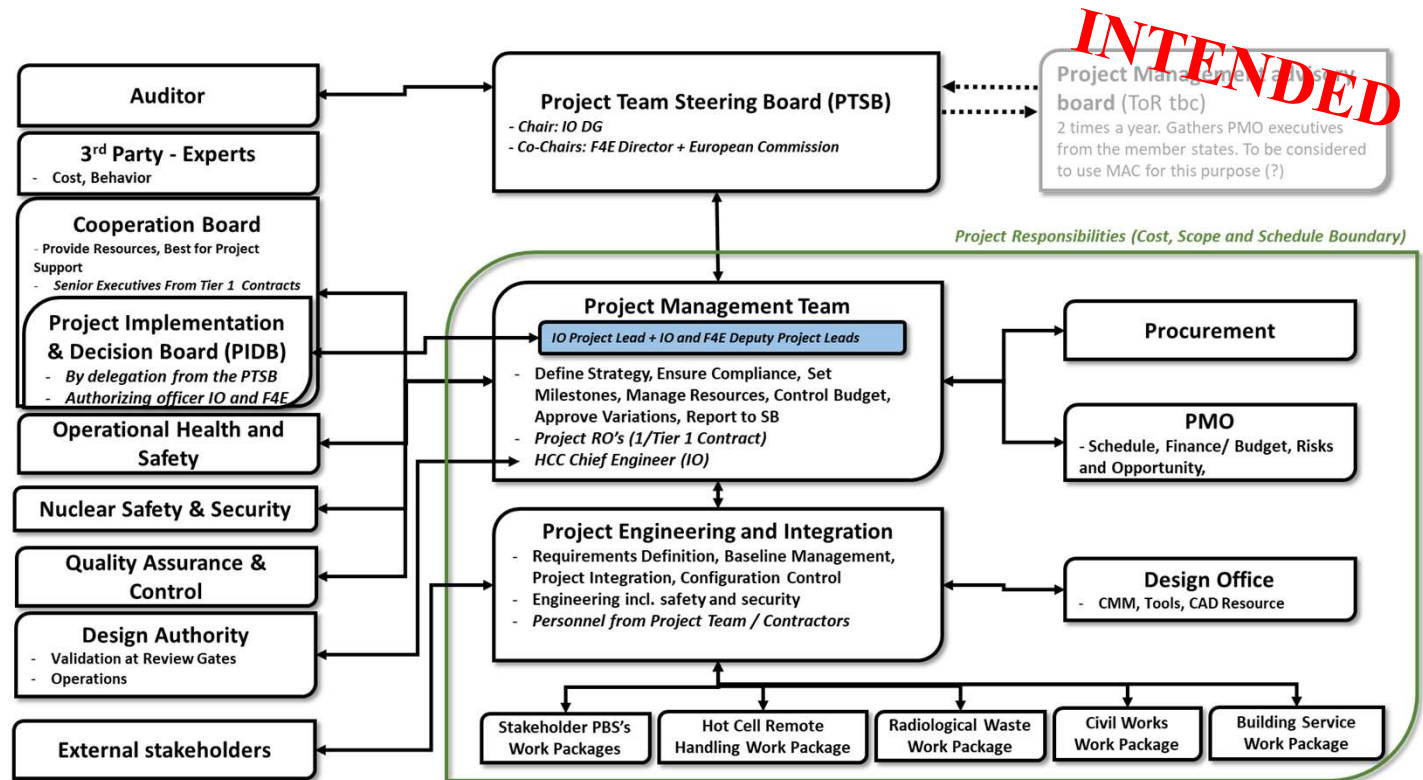 INTENDED
Auditor
3rd Party - Experts
- Cost, Behavior
Cooperation Board
- Provide Resources, Best for Project
Support
- Senior Executives From Tier 1 Contracts
Project Implementation
& Decision Board (PIDB)
- By delegation from the PTSB
- Authorizing officer IO and F4E
Operational Health and
Safety
Nuclear Safety & Security
Quality Assurance &
Control
Design Authority
- Validation at Review Gates
- Operations
External stakeholders
Project Team Steering Board (PTSB)
- Chair: IO DG
- Co-Chairs: F4E Director + European Commission
Project Management advisory
board (ToR tbc)
2 times a year. Gathers PMO executives
from the member states. To be considered
to use MAC for this purpose (?)
Project Responsibilities (Cost, Scope and Schedule Boundary)
Project Management Team
IO Project Lead + IO and F4E Deputy Project Leads
- Define Strategy, Ensure Compliance, Set
Milestones, Manage Resources, Control Budget,
Approve Variations, Report to SB
- Project RO's (1/Tier 1 Contract)
- HCC Chief Engineer (IO)
Procurement
PMO
- Schedule, Finance/ Budget, Risks
and Opportunity,
Project Engineering and Integration
- Requirements Definition, Baseline Management,
Project Integration, Configuration Control
- Engineering incl. safety and security
- Personnel from Project Team / Contractors
Design Office
- CMM, Tools, CAD Resource
Stakeholder PBS's
Work Packages
Hot Cell Remote
Handling Work Package
Radiological Waste
Work Package
Civil Works
Work Package
Building Service
Work Package